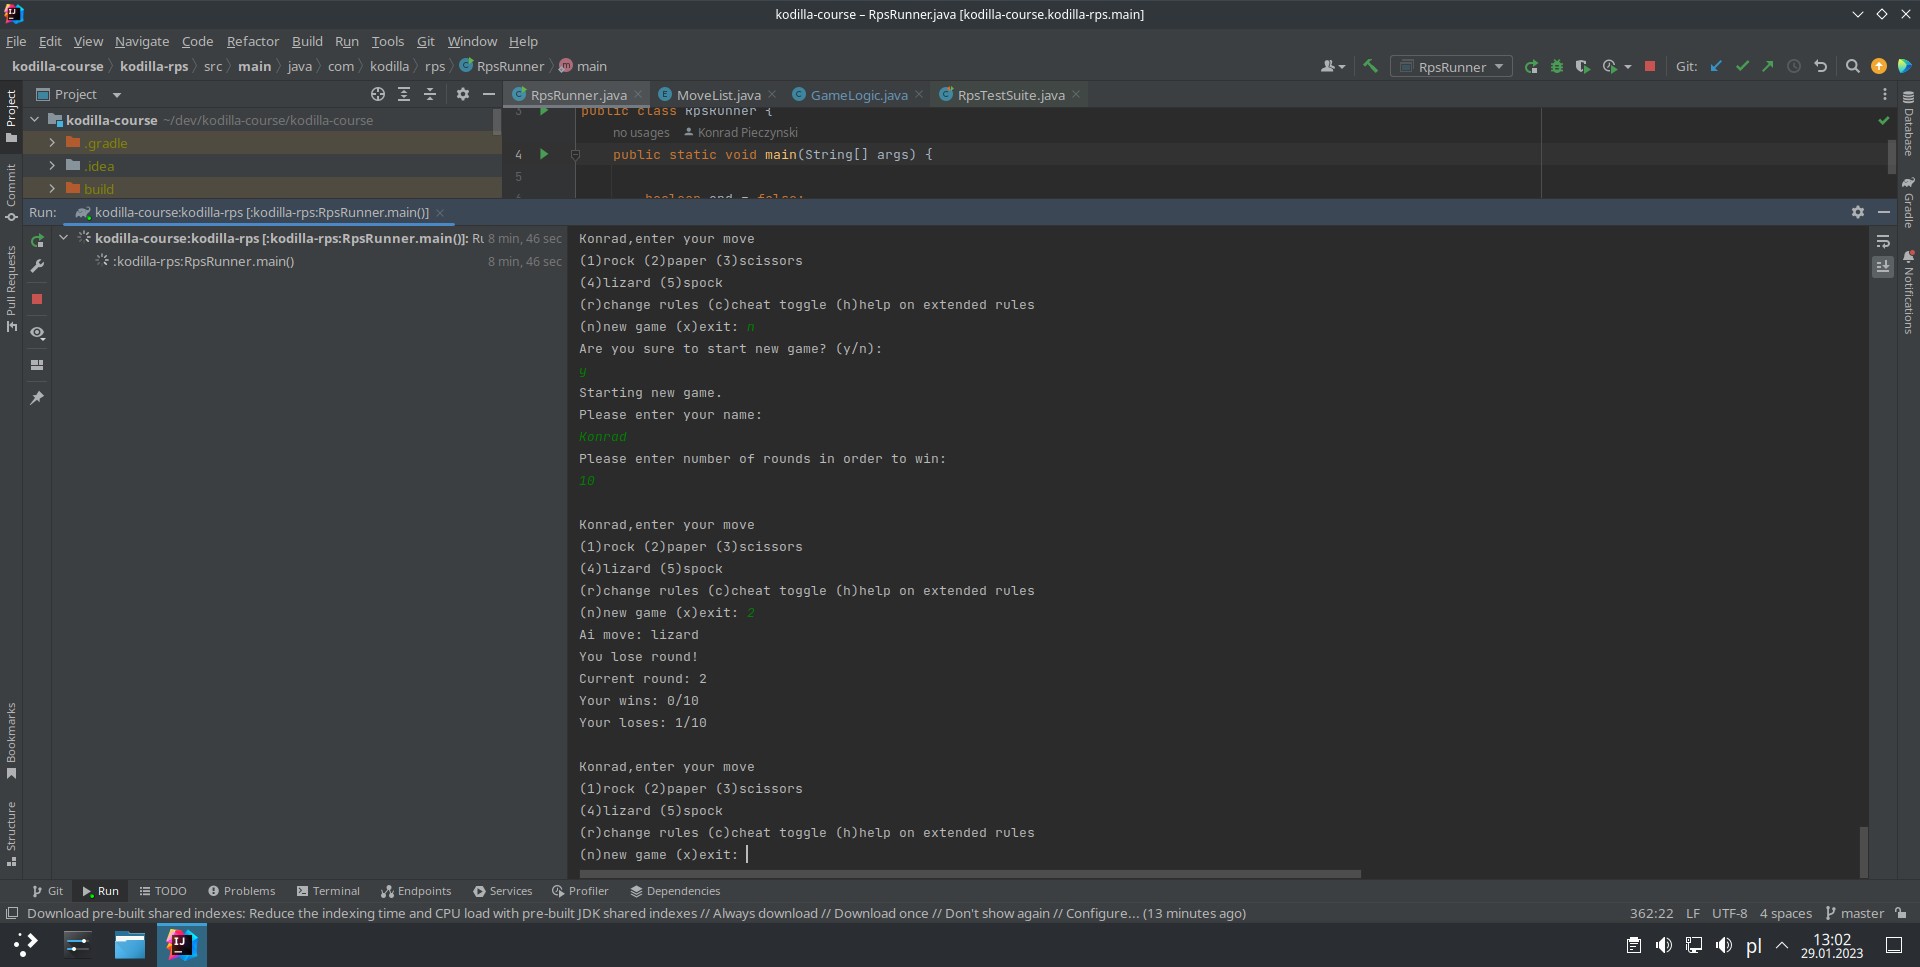 kodilla-course – RpsRunner.java [kodilla-course.kodilla-rps.main]
File Edit View Navigate Code Refactor Build Run Tools Git Window Help
kodilla-course kodilla-rps src main java com kodilla rps RpsRunner main
RpsRunner
Git:
Project
RpsRunner.java MoveList.java GameLogic.java RpsTestSuite.java
Project
Commit
Pull Requests
Bookmarks
Structure
Database
Gradle
Notifications
kodilla-course ~/dev/kodilla-course/kodilla-course
.gradle
.idea
build
3 public class RpsRunner {
no usages Konrad Pieczynski
4 public static void main(String[] args) {
5
6 boolean end = false;
Run: kodilla-course:kodilla-rps [:kodilla-rps:RpsRunner.main()]
kodilla-course:kodilla-rps [:kodilla-rps:RpsRunner.main()]: Ru 8 min, 46 sec
:kodilla-rps:RpsRunner.main() 8 min, 46 sec
Konrad,enter your move
(1)rock (2)paper (3)scissors
(4)lizard (5)spock
(r)change rules (c)cheat toggle (h)help on extended rules
(n)new game (x)exit: n
Are you sure to start new game? (y/n):
y
Starting new game.
Please enter your name:
Konrad
Please enter number of rounds in order to win:
10
Konrad,enter your move
(1)rock (2)paper (3)scissors
(4)lizard (5)spock
(r)change rules (c)cheat toggle (h)help on extended rules
(n)new game (x)exit: 2
Ai move: lizard
You lose round!
Current round: 2
Your wins: 0/10
Your loses: 1/10
Konrad,enter your move
(1)rock (2)paper (3)scissors
(4)lizard (5)spock
(r)change rules (c)cheat toggle (h)help on extended rules
(n)new game (x)exit:
Git Run TODO Problems Terminal Endpoints Services Profiler Dependencies
Download pre-built shared indexes: Reduce the indexing time and CPU load with pre-built JDK shared indexes // Always download // Download once // Don't show again // Configure... (13 minutes ago)
362:22 LF UTF-8 4 spaces master
pl 13:02
29.01.2023